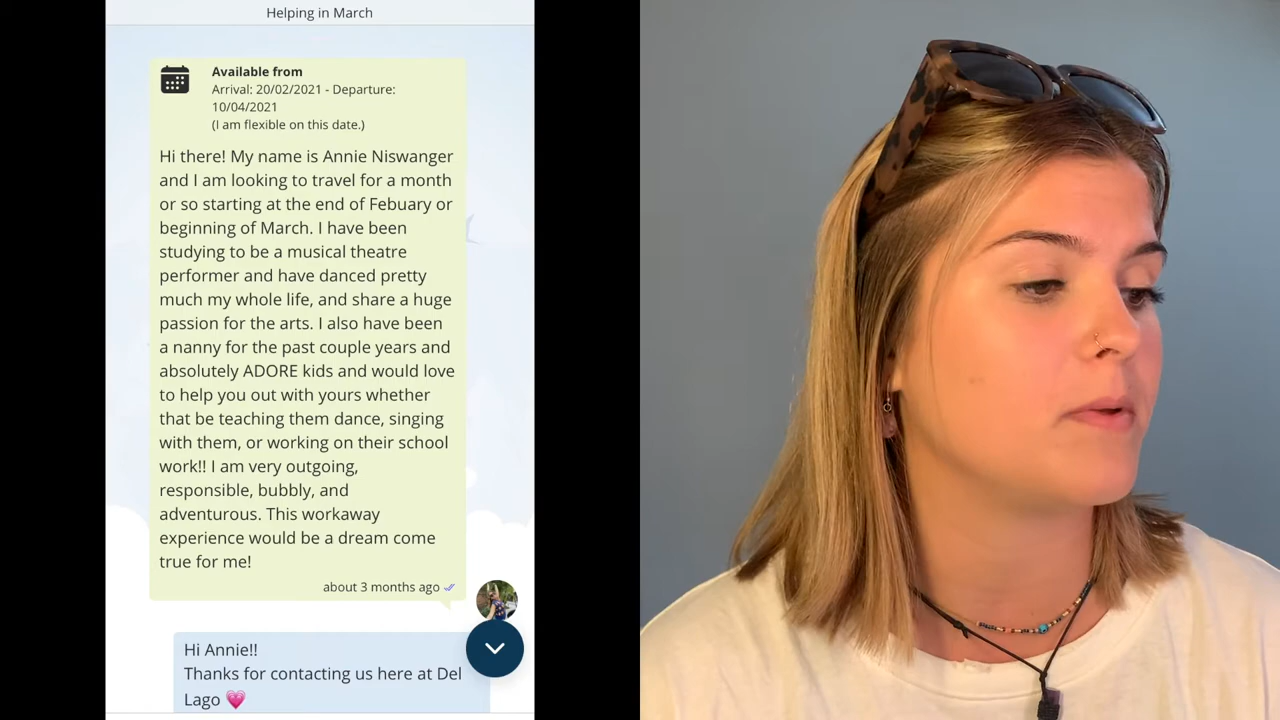 Helping in March
Available from
Arrival: 20/02/2021 - Departure:
10/04/2021
(I am flexible on this date.)
Hi there! My name is Annie Niswanger
and I am looking to travel for a month
or so starting at the end of Febuary or
beginning of March. I have been
studying to be a musical theatre
performer and have danced pretty
much my whole life, and share a huge
passion for the arts. I also have been
a nanny for the past couple years and
absolutely ADORE kids and would love
to help you out with yours whether
that be teaching them dance, singing
with them, or working on their school
work!! I am very outgoing,
responsible, bubbly, and
adventurous. This workaway
experience would be a dream come
true for me!
about 3 months ago
Hi Annie!!
Thanks for contacting us here at Del
Lago 💗